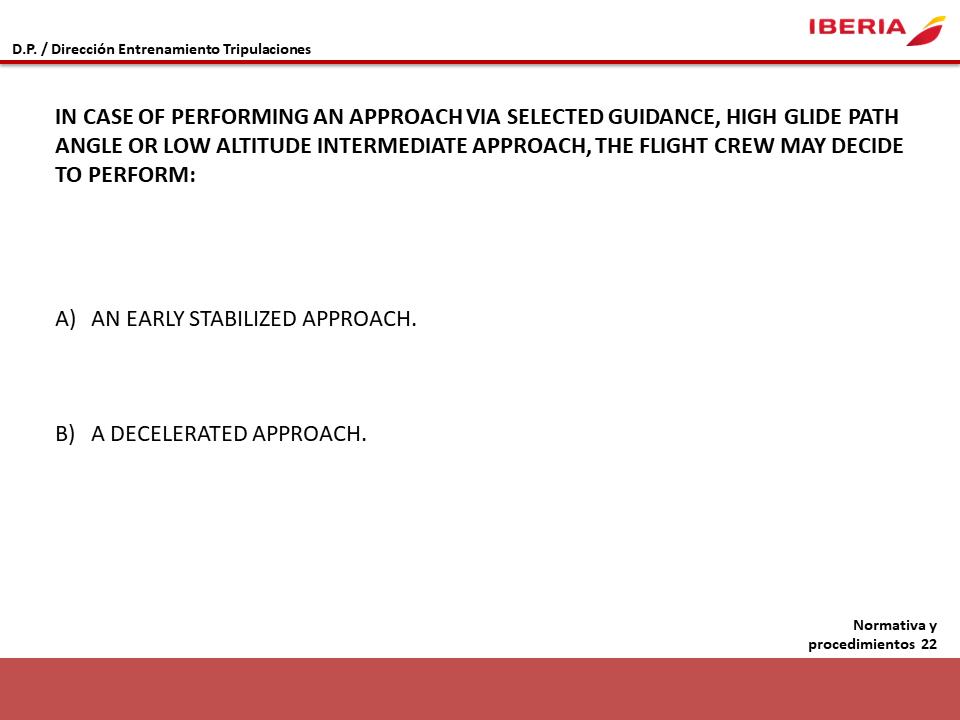 IBERIA
D.P. / Dirección Entrenamiento Tripulaciones
IN CASE OF PERFORMING AN APPROACH VIA SELECTED GUIDANCE, HIGH GLIDE PATH
ANGLE OR LOW ALTITUDE INTERMEDIATE APPROACH, THE FLIGHT CREW MAY DECIDE
TO PERFORM:
A) AN EARLY STABILIZED APPROACH.
B) A DECELERATED APPROACH.
Normativa y
procedimientos 22